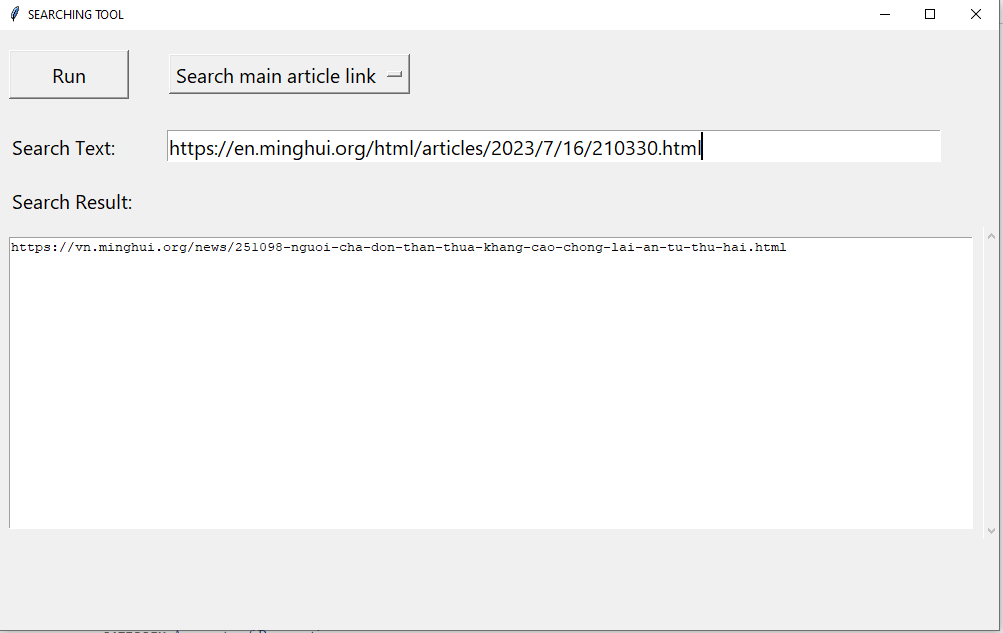 SEARCHING TOOL
Run
Search main article link
Search Text:
https://en.minghui.org/html/articles/2023/7/16/210330.html
Search Result:
https://vn.minghui.org/news/251098-nguoi-cha-don-than-thua-khang-cao-chong-lai-an-tu-thu-hai.html